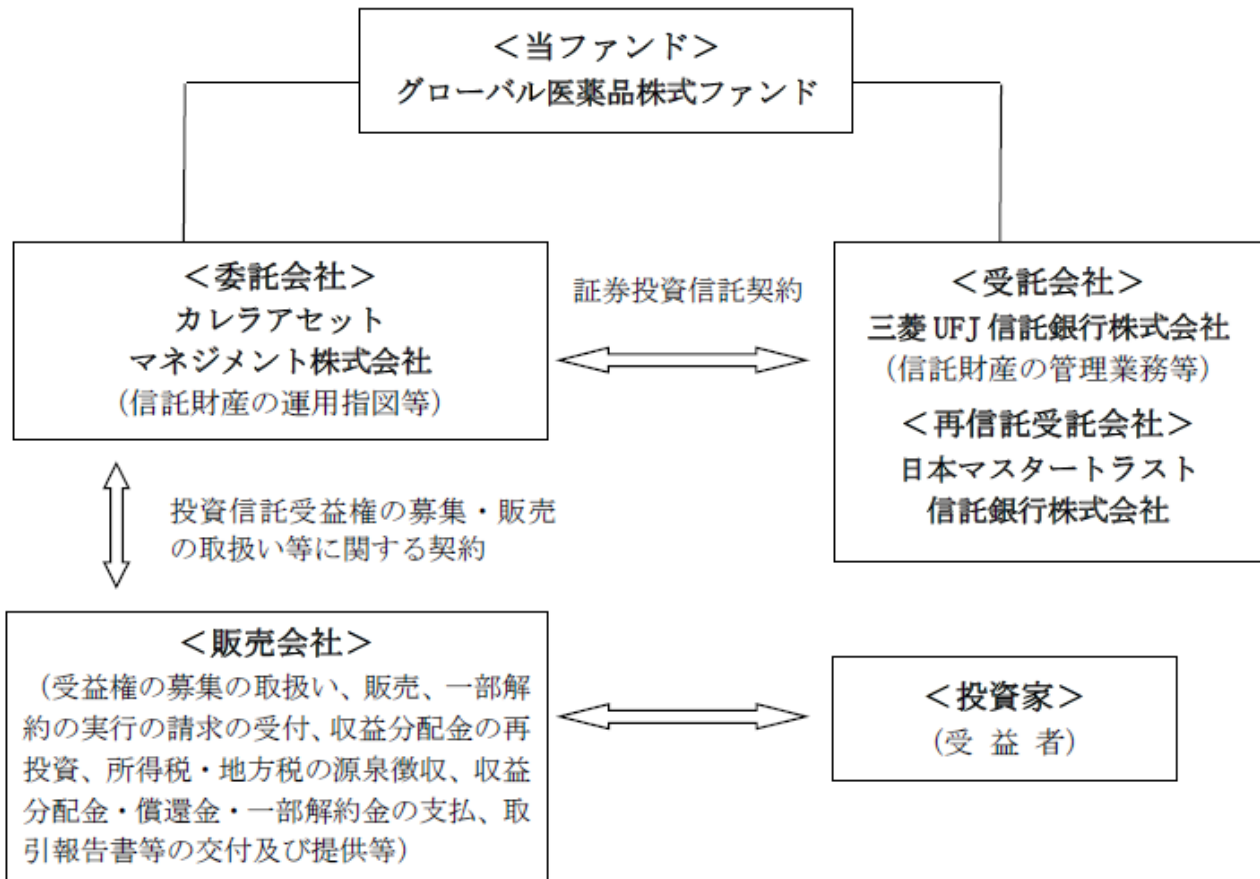 ＜当ファンド＞
グローバル医薬品株式ファンド
＜委託会社＞
カレラアセット
マネジメント株式会社
（信託財産の運用指図等）
証券投資信託契約
＜受託会社＞
三菱 UFJ 信託銀行株式会社
（信託財産の管理業務等）
＜再信託受託会社＞
日本マスタートラスト
信託銀行株式会社
投資信託受益権の募集・販売
の取扱い等に関する契約
＜販売会社＞
（受益権の募集の取扱い、販売、一部解
約の実行の請求の受付、収益分配金の再
投資、所得税・地方税の源泉徴収、収益
分配金・償還金・一部解約金の支払、取
引報告書等の交付及び提供等）
＜投資家＞
（受 益 者）